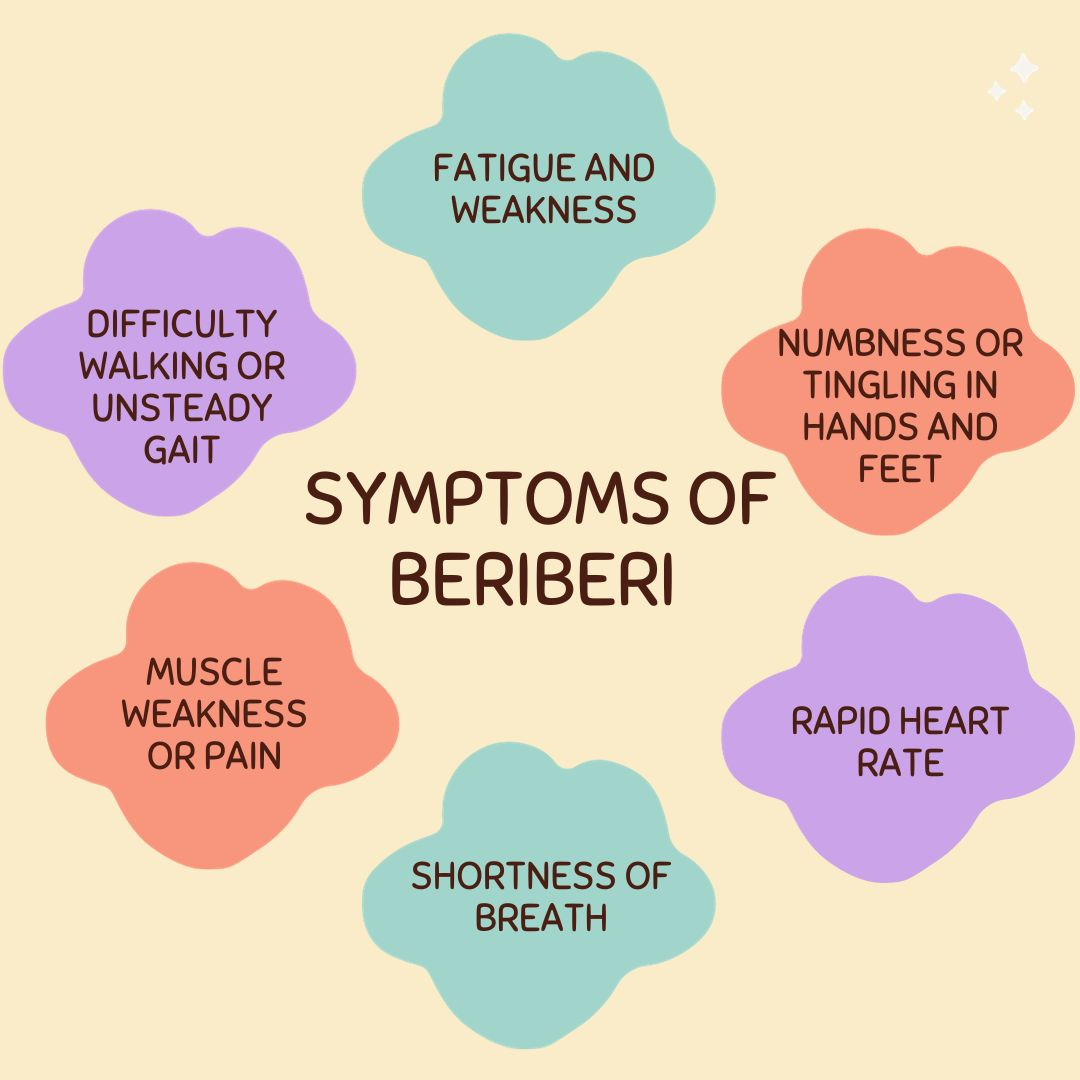 FATIGUE AND
WEAKNESS
DIFFICULTY
WALKING OR
UNSTEADY
GAIT
NUMBNESS OR
TINGLING IN
HANDS AND
FEET
SYMPTOMS OF
BERIBERI
MUSCLE
WEAKNESS
OR PAIN
RAPID HEART
RATE
SHORTNESS OF
BREATH